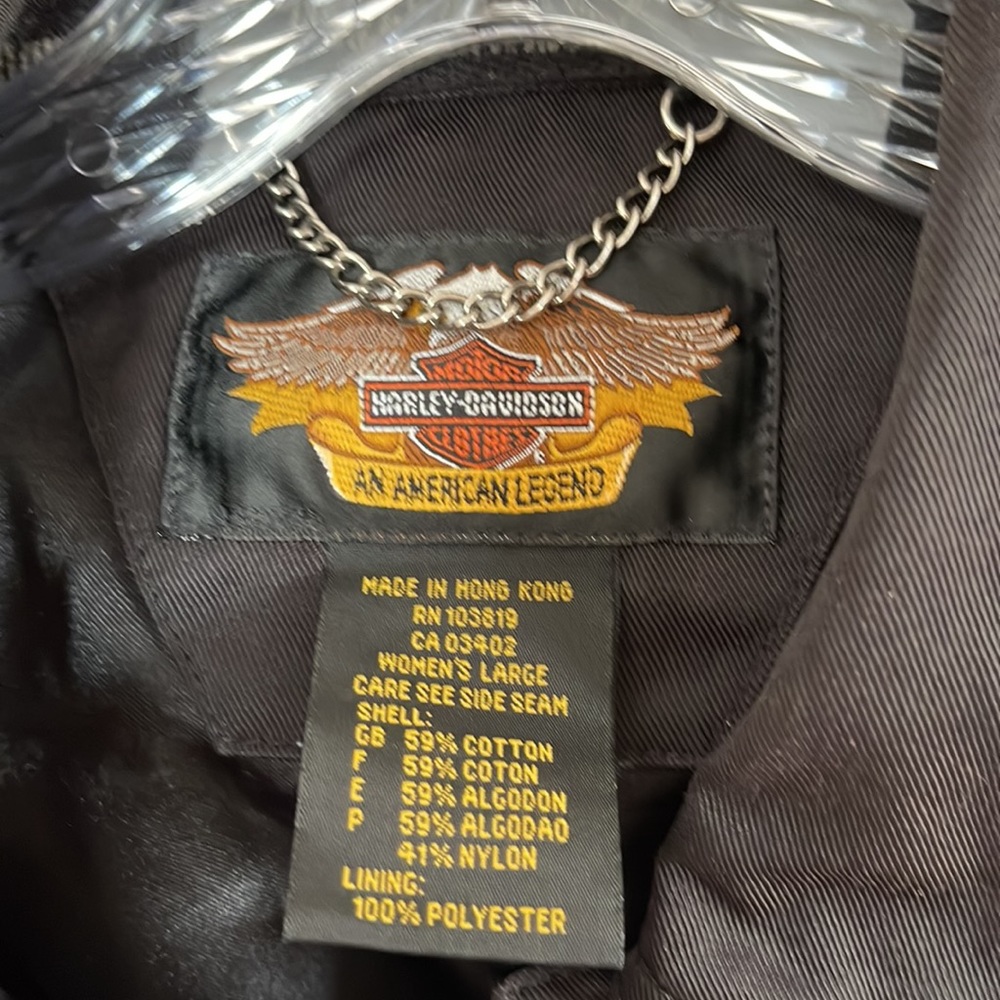 HARLEY-DAVIDSON
AN AMERICAN LEGEND
MADE IN HONG KONG
RN 103819
CA 03402
WOMEN'S LARGE
CARE SEE SIDE SEAM
SHELL:
GB 59% COTTON
F 59% COTON
E 59% ALGODON
P 59% ALGODAO
41% NYLON
LINING:
100% POLYESTER